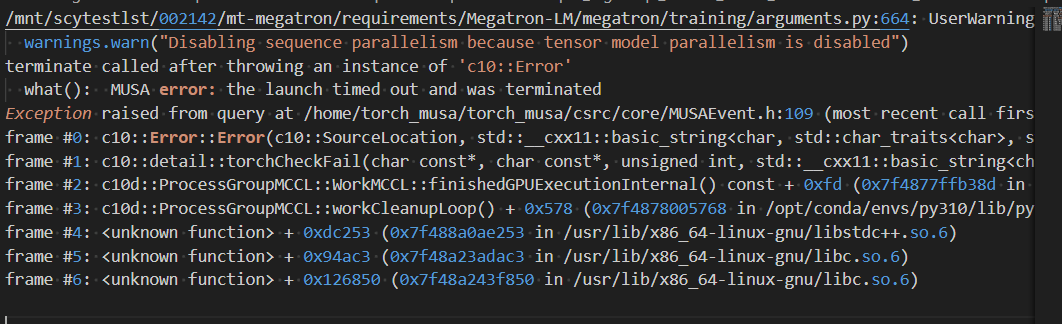 /mnt/scytestlst/002142/mt-megatron/requirements/Megatron-LM/megatron/training/arguments.py:664: UserWarning
warnings.warn("Disabling sequence parallelism because tensor model parallelism is disabled")
terminate called after throwing an instance of 'c10::Error'
what(): MUSA error: the launch timed out and was terminated
Exception raised from query at /home/torch_musa/torch_musa/csrc/core/MUSAEvent.h:109 (most recent call firs
frame #0: c10::Error::Error(c10::SourceLocation, std::__cxx11::basic_string<char, std::char_traits<char>, s
frame #1: c10::detail::torchCheckFail(char const*, char const*, unsigned int, std::__cxx11::basic_string<ch
frame #2: c10d::ProcessGroupMCCL::WorkMCCL::finishedGPUExecutionInternal() const + 0xfd (0x7f4877ffb38d in
frame #3: c10d::ProcessGroupMCCL::workCleanupLoop() + 0x578 (0x7f4878005768 in /opt/conda/envs/py310/lib/py
frame #4: <unknown function> + 0xdc253 (0x7f488a0ae253 in /usr/lib/x86_64-linux-gnu/libstdc++.so.6)
frame #5: <unknown function> + 0x94ac3 (0x7f48a23adac3 in /usr/lib/x86_64-linux-gnu/libc.so.6)
frame #6: <unknown function> + 0x126850 (0x7f48a243f850 in /usr/lib/x86_64-linux-gnu/libc.so.6)